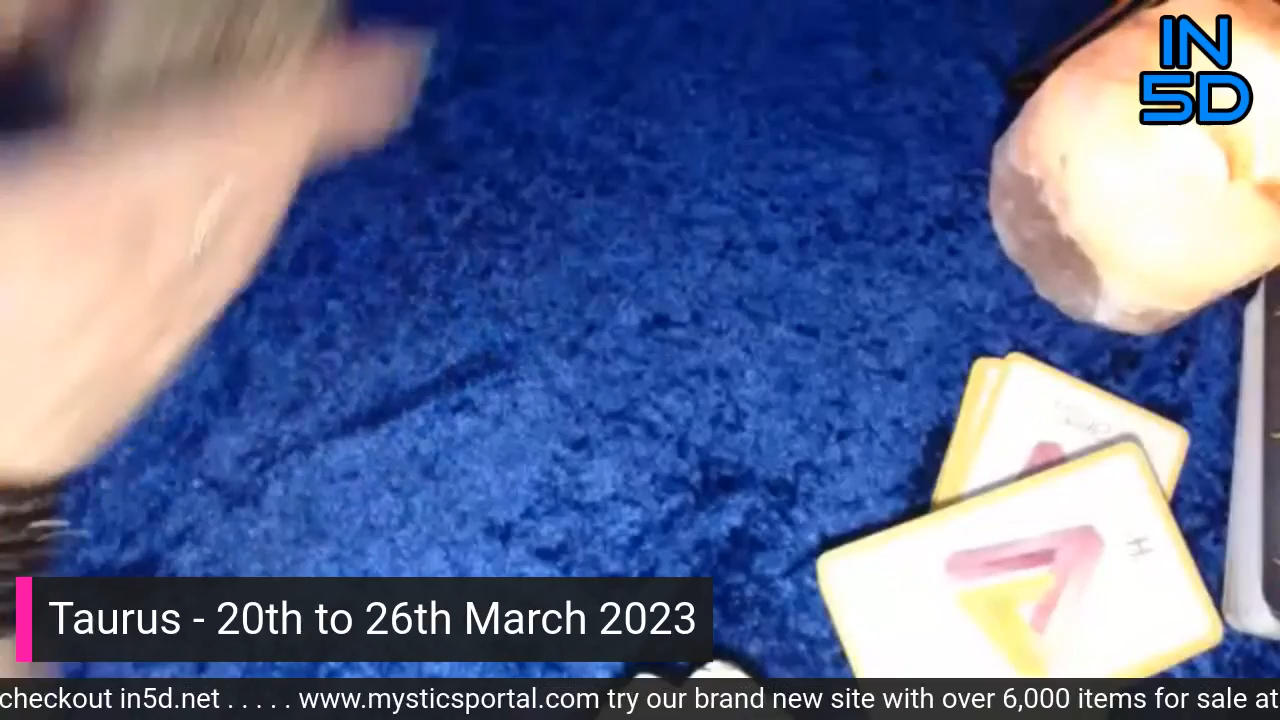 IN
5D
H
Taurus - 20th to 26th March 2023
checkout in5d.net . . . . . www.mysticsportal.com try our brand new site with over 6,000 items for sale at